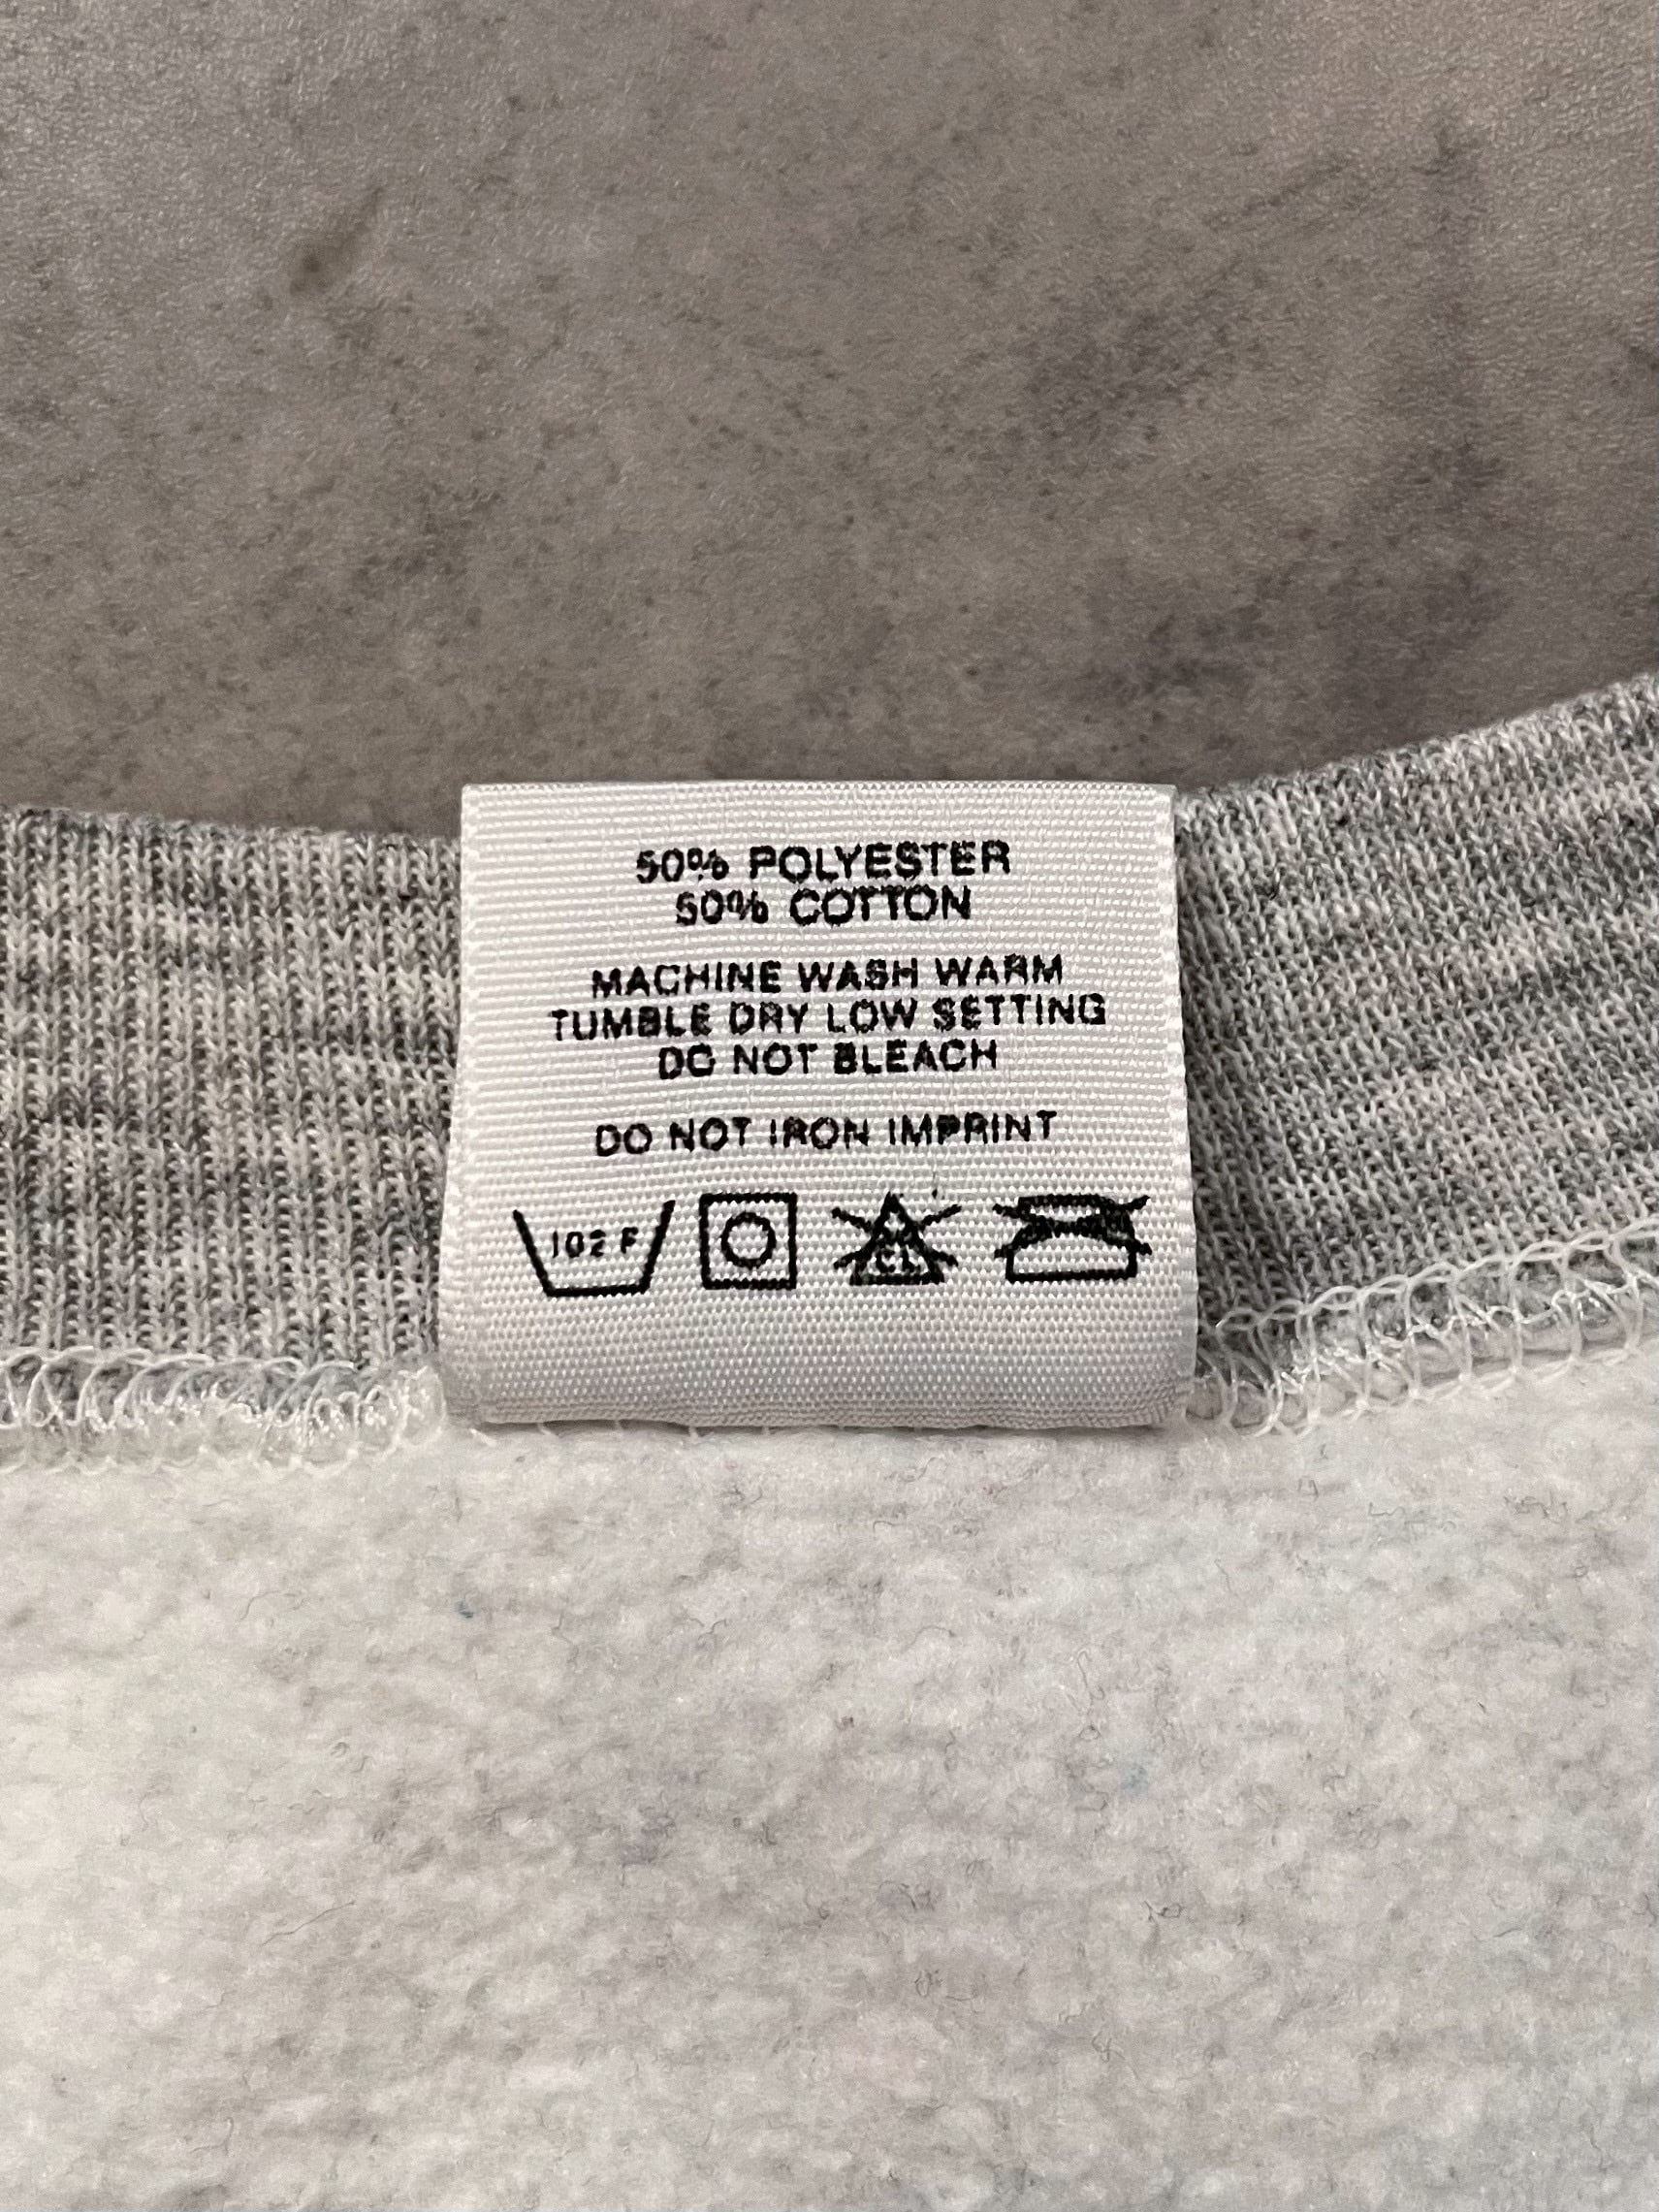 50% POLYESTER
50% COTTON
MACHINE WASH WARM
TUMBLE DRY LOW SETTING
DO NOT BLEACH
DO NOT IRON IMPRINT
102 F
CL